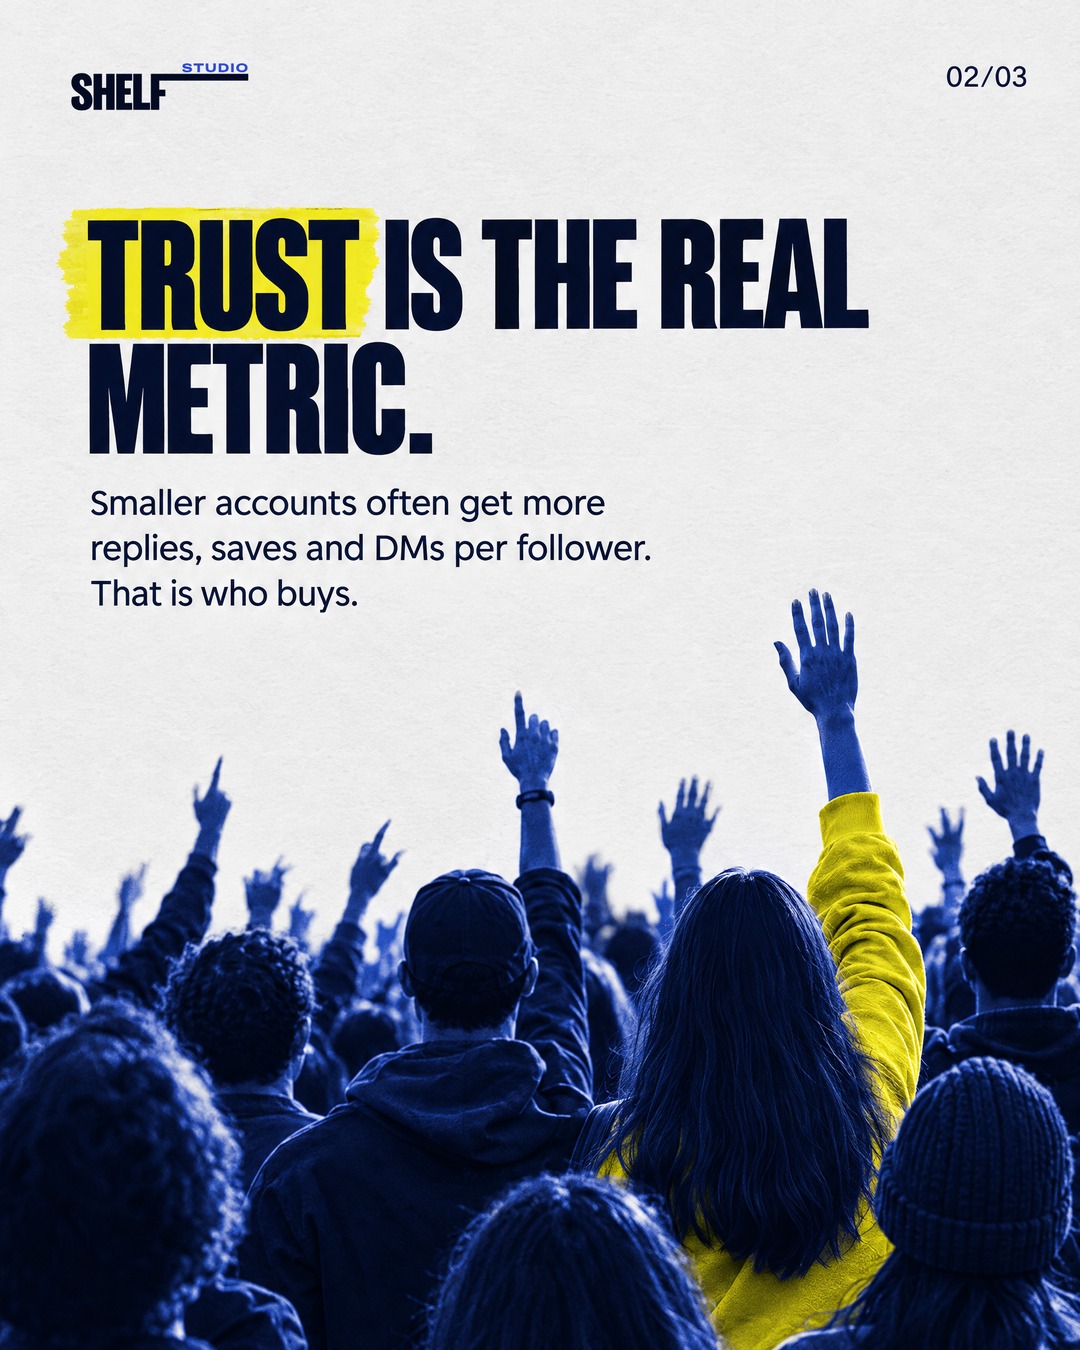 STUDIO
SHELF
02/03
TRUST IS THE REAL
METRIC.
Smaller accounts often get more
replies, saves and DMs per follower.
That is who buys.